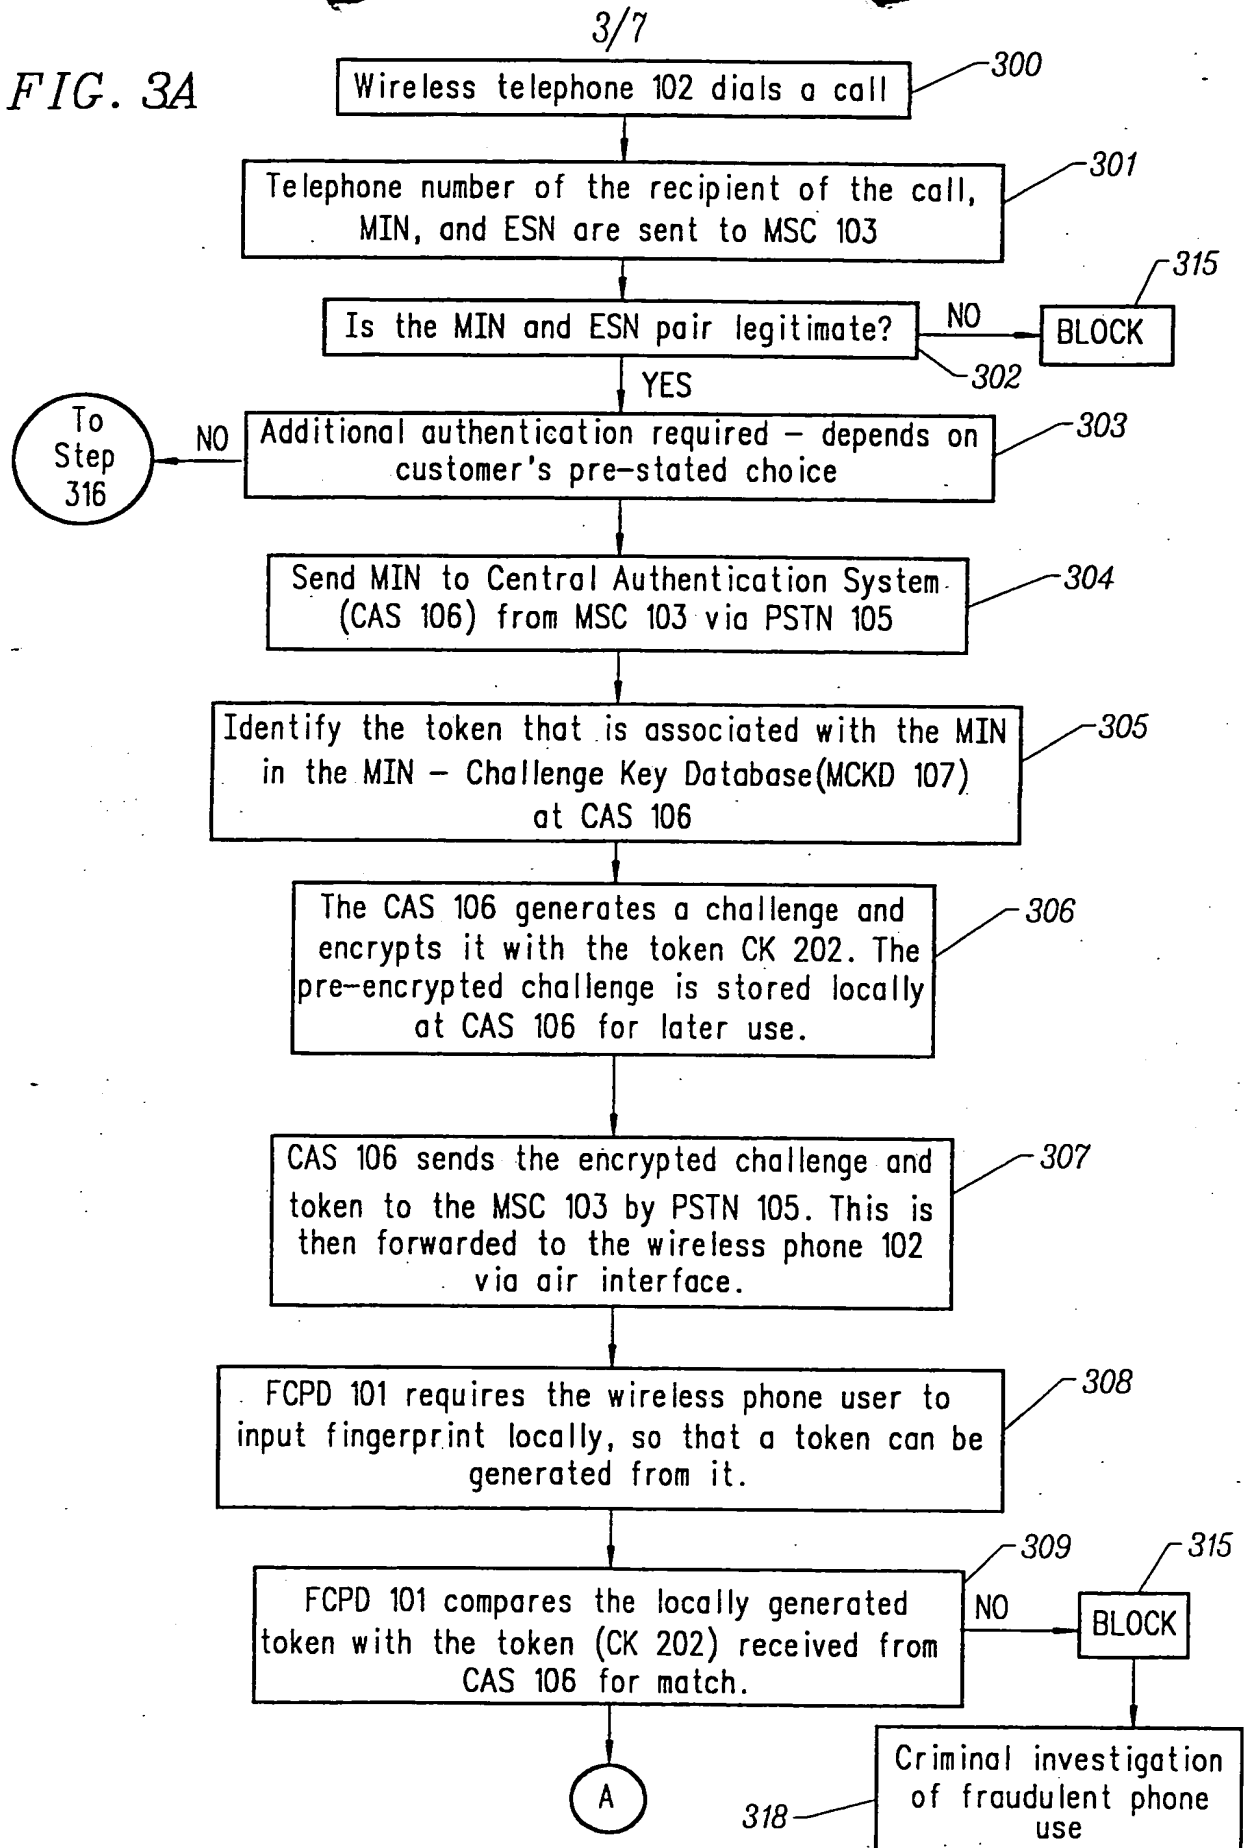 3/7
FIG. 3A
Wireless telephone 102 dials a call
300
Telephone number of the recipient of the call,
MIN, and ESN are sent to MSC 103
301
Is the MIN and ESN pair legitimate?
302
NO
BLOCK
315
YES
Additional authentication required – depends on
customer's pre-stated choice
303
NO
To
Step
316
Send MIN to Central Authentication System
(CAS 106) from MSC 103 via PSTN 105
304
Identify the token that is associated with the MIN
in the MIN – Challenge Key Database(MCKD 107)
at CAS 106
305
The CAS 106 generates a challenge and
encrypts it with the token CK 202. The
pre-encrypted challenge is stored locally
at CAS 106 for later use.
306
CAS 106 sends the encrypted challenge and
token to the MSC 103 by PSTN 105. This is
then forwarded to the wireless phone 102
via air interface.
307
FCPD 101 requires the wireless phone user to
input fingerprint locally, so that a token can be
generated from it.
308
FCPD 101 compares the locally generated
token with the token (CK 202) received from
CAS 106 for match.
309
NO
BLOCK
315
A
Criminal investigation
of fraudulent phone
use
318